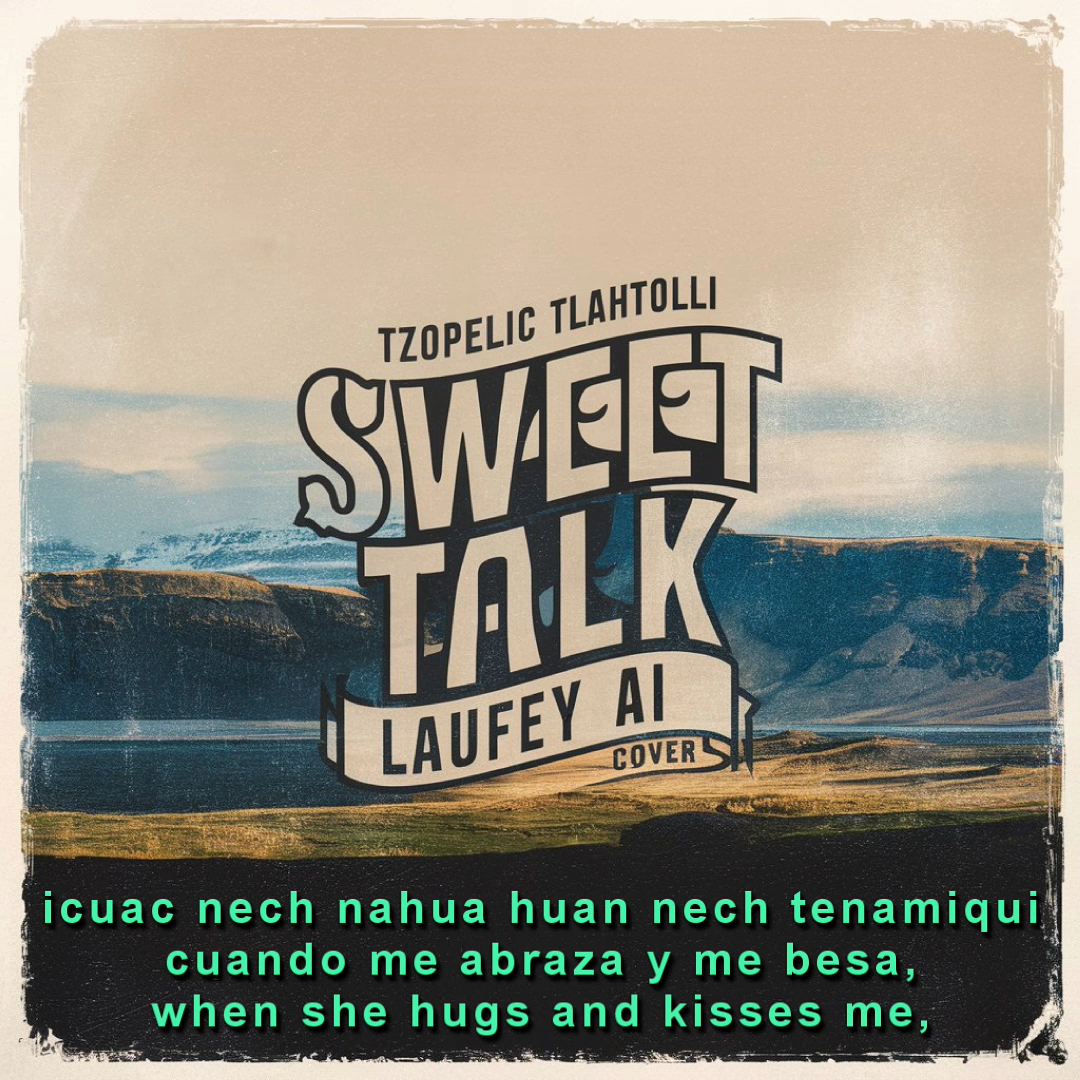 TZOPELIC TLAHTOLLI
SWEET
TALK
LAUFEY AI
COVER
icuac nech nahua huan nech tenamiqui
cuando me abraza y me besa,
when she hugs and kisses me,